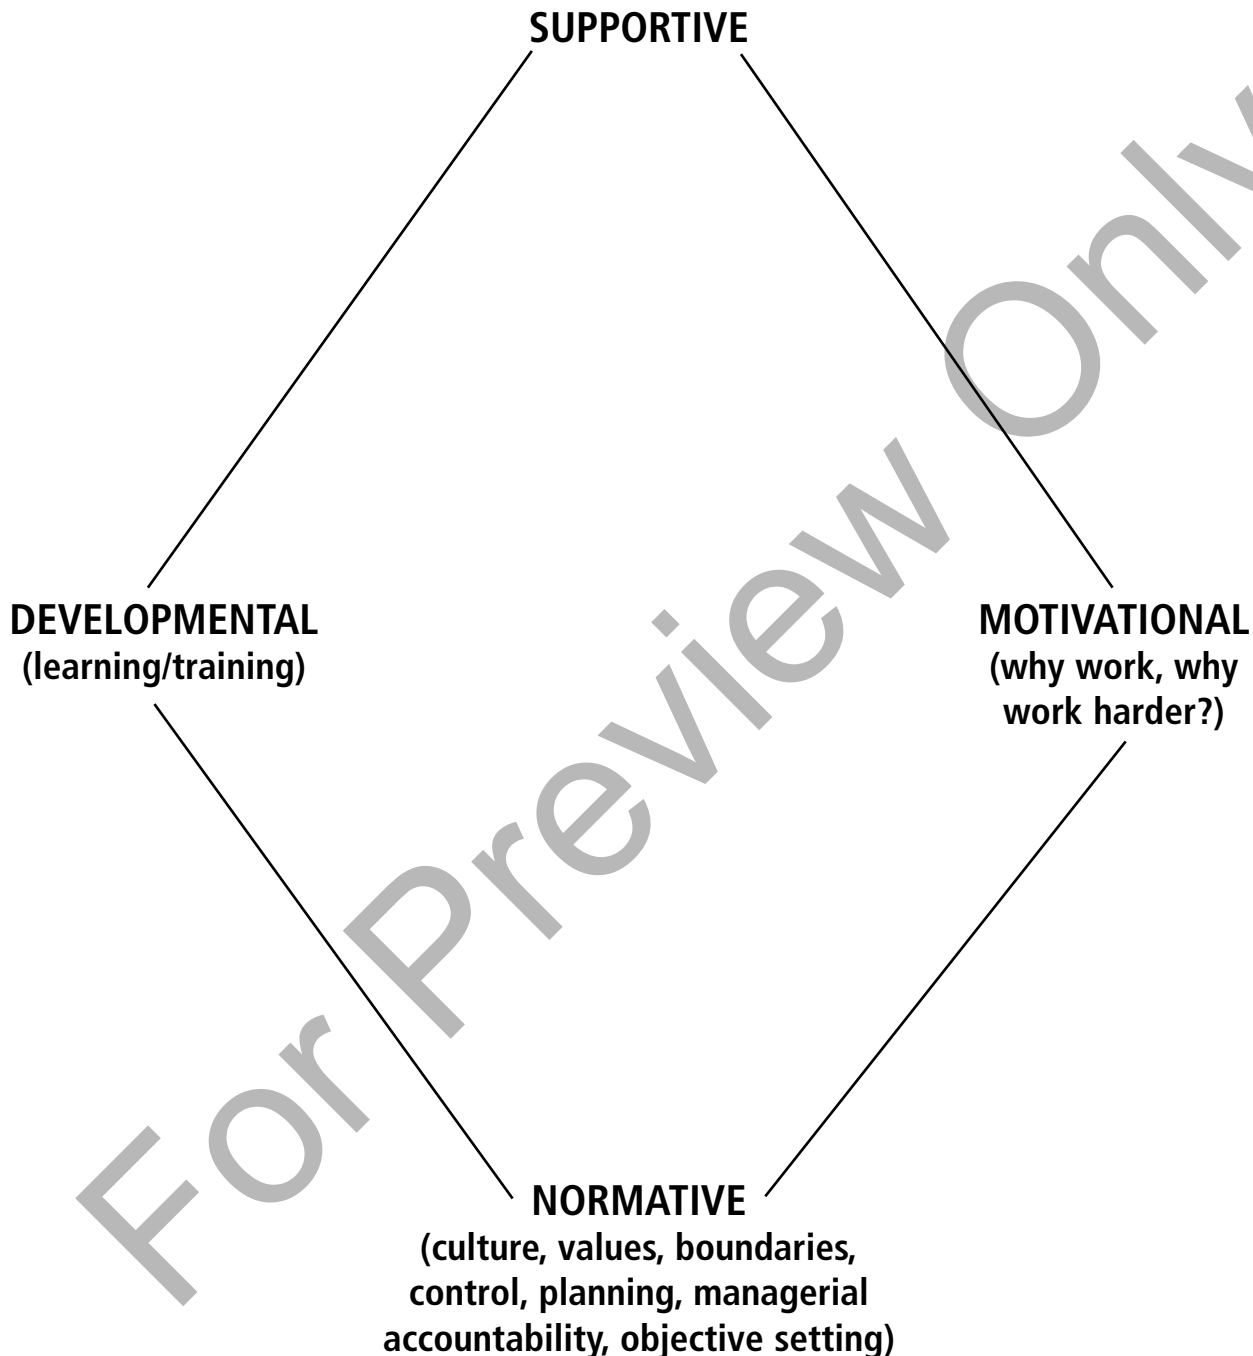 SUPPORTIVE
DEVELOPMENTAL
(learning/training)
MOTIVATIONAL
(why work, why
work harder?)
NORMATIVE
(culture, values, boundaries,
control, planning, managerial
accountability, objective setting)
For Preview Only